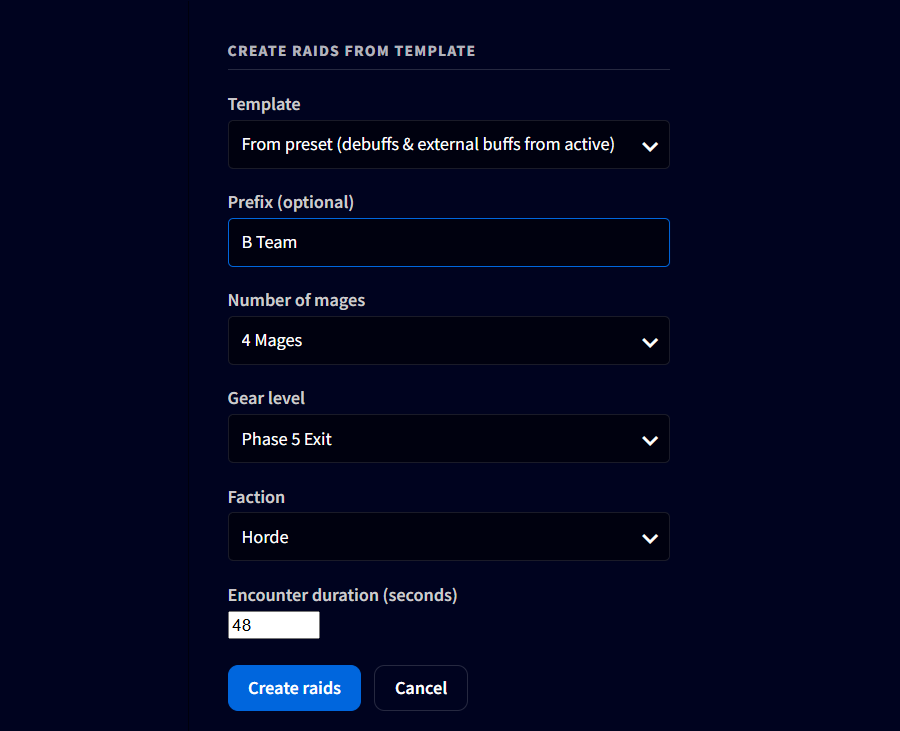 CREATE RAIDS FROM TEMPLATE
Template
From preset (debuffs & external buffs from active)
Prefix (optional)
B Team
Number of mages
4 Mages
Gear level
Phase 5 Exit
Faction
Horde
Encounter duration (seconds)
48
Create raids
Cancel